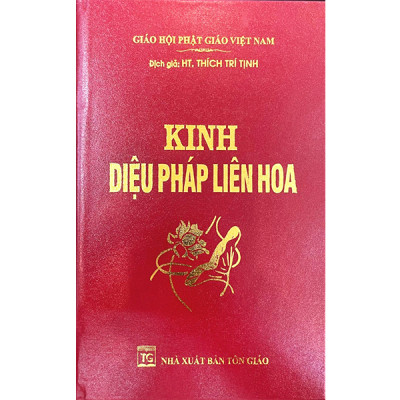 GIÁO HỘI PHẬT GIÁO VIỆT NAM
Dịch giả: HT. THÍCH TRÍ TỊNH
KINH
DIỆU PHÁP LIÊN HOA
TG
NHÀ XUẤT BẢN TÔN GIÁO